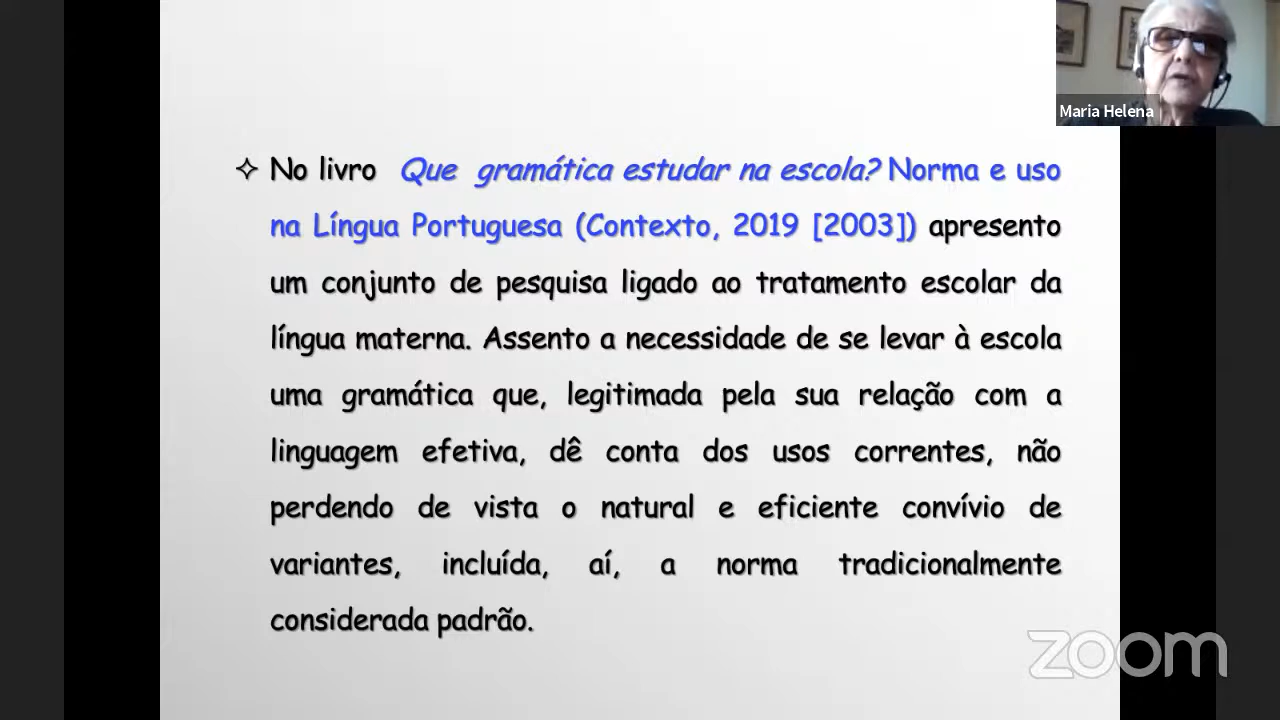 Maria Helena
✧ No livro Que gramática estudar na escola? Norma e uso
na Língua Portuguesa (Contexto, 2019 [2003]) apresento
um conjunto de pesquisa ligado ao tratamento escolar da
língua materna. Assento a necessidade de se levar à escola
uma gramática que, legitimada pela sua relação com a
linguagem efetiva, dê conta dos usos correntes, não
perdendo de vista o natural e eficiente convívio de
variantes, incluída, aí, a norma tradicionalmente
considerada padrão.
zoom